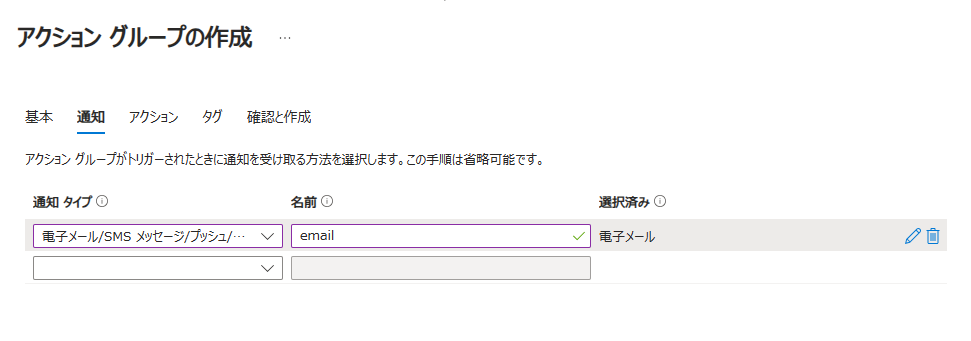 アクション グループの作成 …
基本 通知 アクション タグ 確認と作成
アクション グループがトリガーされたときに通知を受け取る方法を選択します。この手順は省略可能です。
通知 タイプ 名前 選択済み
電子メール/SMS メッセージ/プッシュ/… email 電子メール